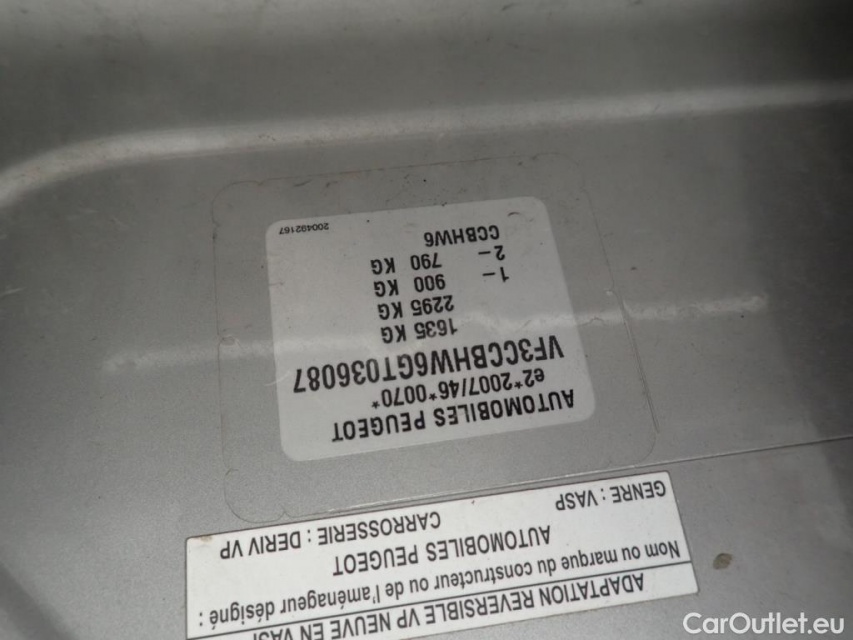 AUTOMOBILES PEUGEOT
e2*2007/46*0070*
VF3CCBHW6GT036087
1635 KG
2295 KG
1– 900 KG
2– 790 KG
CCBHW6
200492167
ADAPTATION REVERSIBLE VP NEUVE EN VASP
Nom ou marque du constructeur ou de l'aménageur désigné :
AUTOMOBILES PEUGEOT
GENRE : VASP CARROSSERIE : DERIV VP
CarOutlet.eu